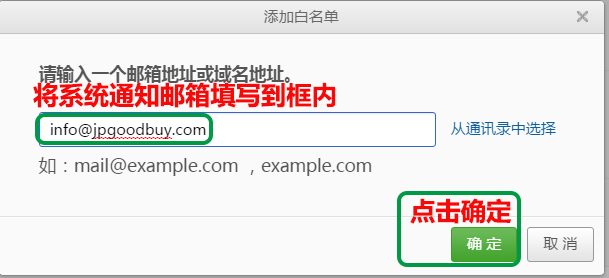 添加白名单
请输入一个邮箱地址或域名地址。
将系统通知邮箱填写到框内
info@jpgoodbuy.com
从通讯录中选择
如：mail@example.com ，example.com
点击确定
确 定
取 消